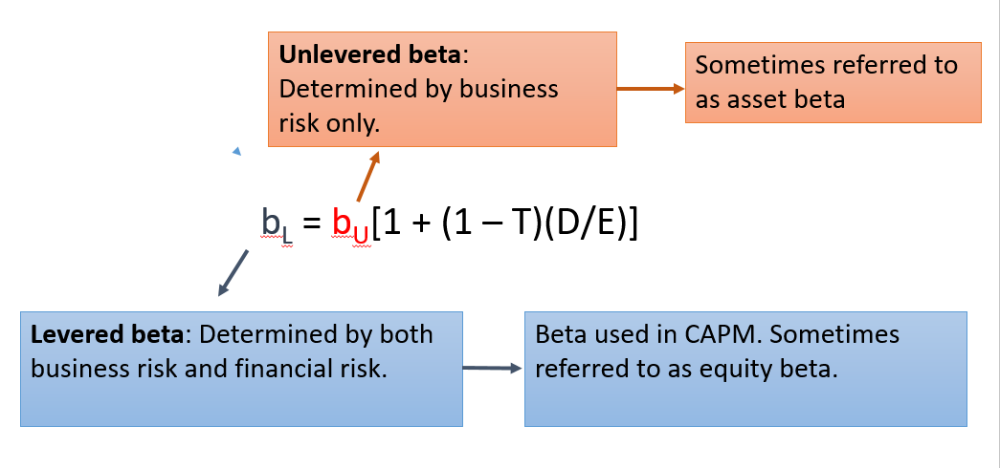 Unlevered beta:
Determined by business
risk only.
Sometimes referred to
as asset beta
bL = bU[1 + (1 – T)(D/E)]
Levered beta: Determined by both
business risk and financial risk.
Beta used in CAPM. Sometimes
referred to as equity beta.